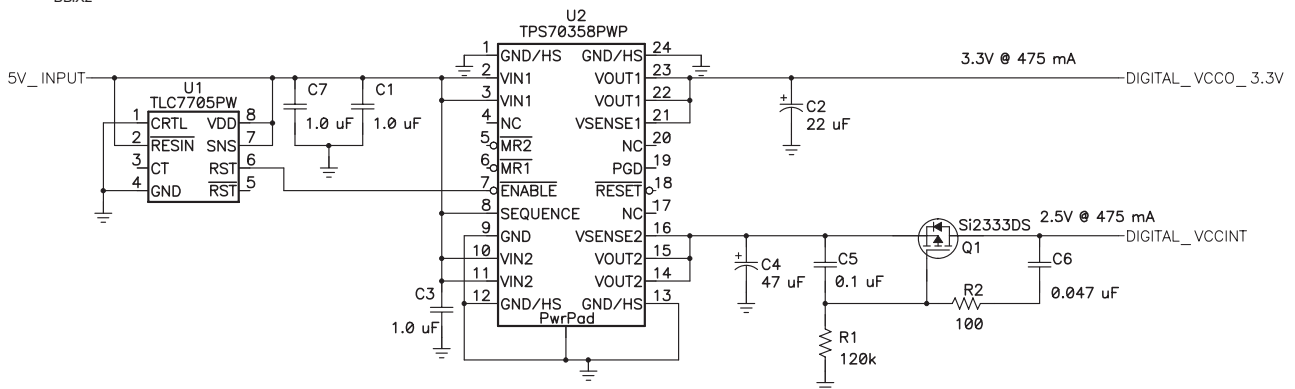 U2
TPS70358PWP
5V_INPUT
U1
TLC7705PW
1 CRTL VDD 8
2 RESIN SNS 7
3 CT RST 6
4 GND RST 5
C7
1.0 uF
C1
1.0 uF
C3
1.0 uF
1 GND/HS GND/HS 24
2 VIN1 VOUT1 23
3 VIN1 VOUT1 22
4 NC VSENSE1 21
5 MR2 NC 20
6 MR1 PGD 19
7 ENABLE RESET 18
8 SEQUENCE NC 17
9 GND VSENSE2 16
10 VIN2 VOUT2 15
11 VIN2 VOUT2 14
12 GND/HS GND/HS 13
PwrPad
3.3V @ 475 mA
DIGITAL_VCCO_3.3V
+
C2
22 uF
Si2333DS
Q1
2.5V @ 475 mA
DIGITAL_VCCINT
+
C4
47 uF
C5
0.1 uF
C6
0.047 uF
R2
100
R1
120k